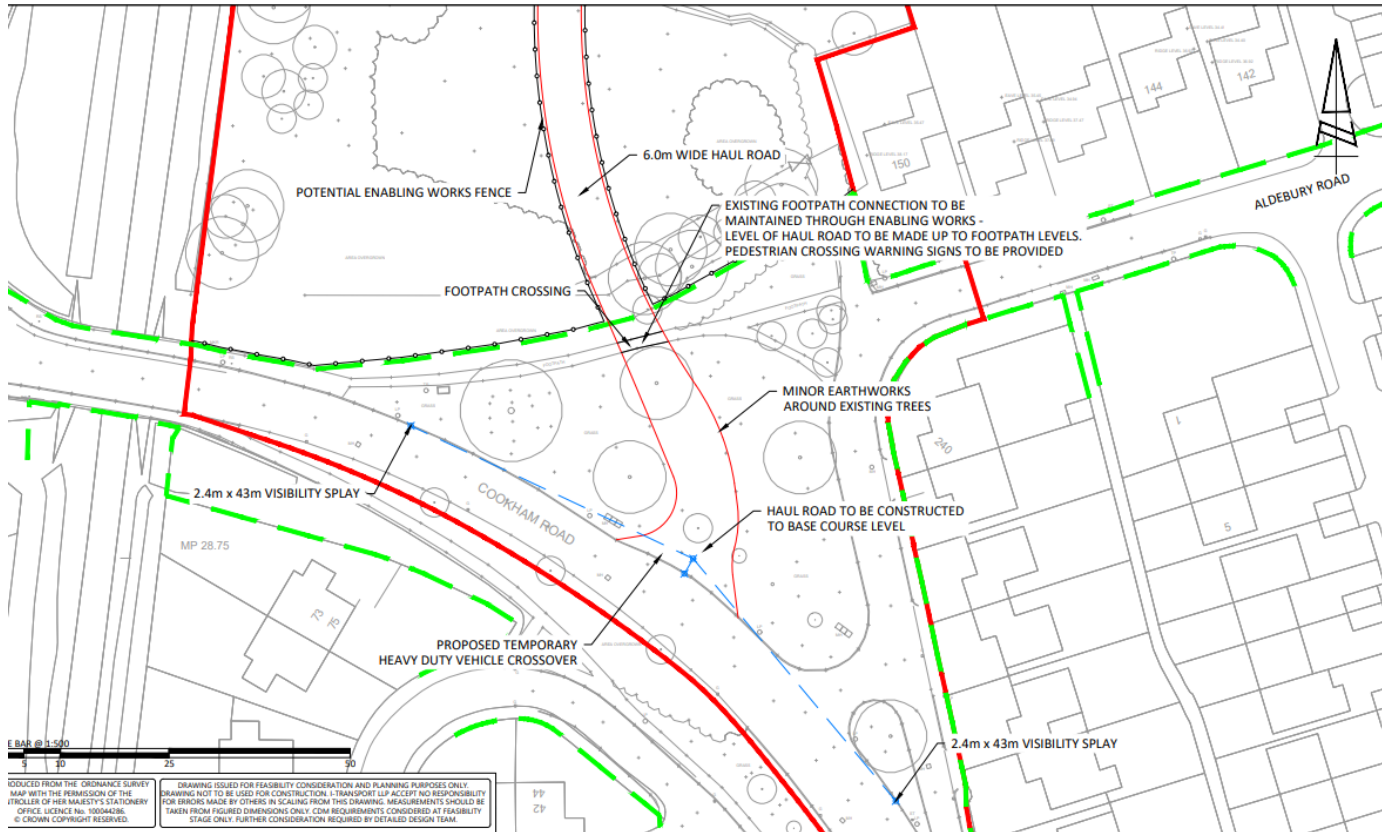 144
142
150
6.0m WIDE HAUL ROAD
POTENTIAL ENABLING WORKS FENCE
ALDEBURY ROAD
EXISTING FOOTPATH CONNECTION TO BE
MAINTAINED THROUGH ENABLING WORKS -
LEVEL OF HAUL ROAD TO BE MADE UP TO FOOTPATH LEVELS.
PEDESTRIAN CROSSING WARNING SIGNS TO BE PROVIDED
FOOTPATH CROSSING
MINOR EARTHWORKS
AROUND EXISTING TREES
240
1
5
2.4m x 43m VISIBILITY SPLAY
COOKHAM ROAD
HAUL ROAD TO BE CONSTRUCTED
TO BASE COURSE LEVEL
MP 28.75
73
75
PROPOSED TEMPORARY
HEAVY DUTY VEHICLE CROSSOVER
2.4m x 43m VISIBILITY SPLAY
E BAR @ 1:500
5 10 25 50
44
42
ODUCED FROM THE ORDNANCE SURVEY
MAP WITH THE PERMISSION OF THE
NTROLLER OF HER MAJESTY'S STATIONERY
OFFICE. LICENCE No. 100044286.
© CROWN COPYRIGHT RESERVED.
DRAWING ISSUED FOR FEASIBILITY CONSIDERATION AND PLANNING PURPOSES ONLY.
DRAWING NOT TO BE USED FOR CONSTRUCTION. I-TRANSPORT LLP ACCEPT NO RESPONSIBILITY
FOR ERRORS MADE BY OTHERS IN SCALING FROM THIS DRAWING. MEASUREMENTS SHOULD BE
TAKEN FROM FIGURED DIMENSIONS ONLY. CDM REQUIREMENTS CONSIDERED AT FEASIBILITY
STAGE ONLY. FURTHER CONSIDERATION REQUIRED BY DETAILED DESIGN TEAM.